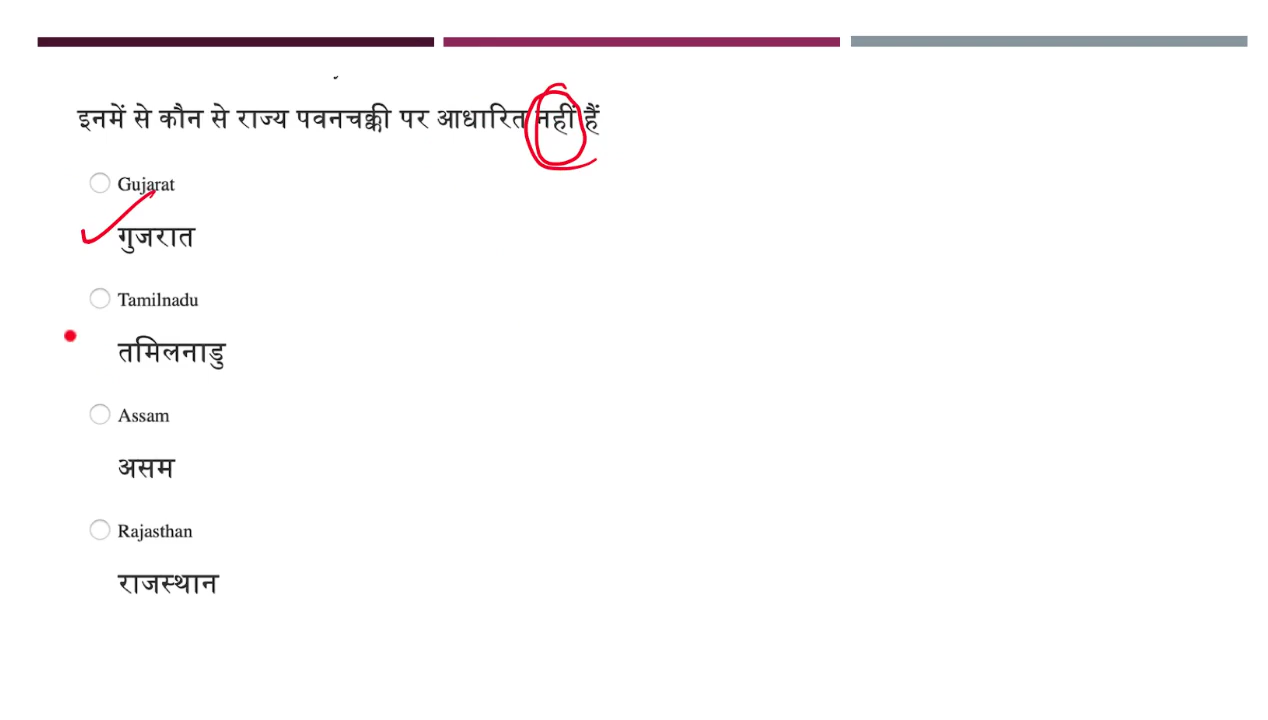 इनमें से कौन से राज्य पवनचक्की पर आधारित नहीं हैं
Gujarat
गुजरात
Tamilnadu
तमिलनाडु
Assam
असम
Rajasthan
राजस्थान